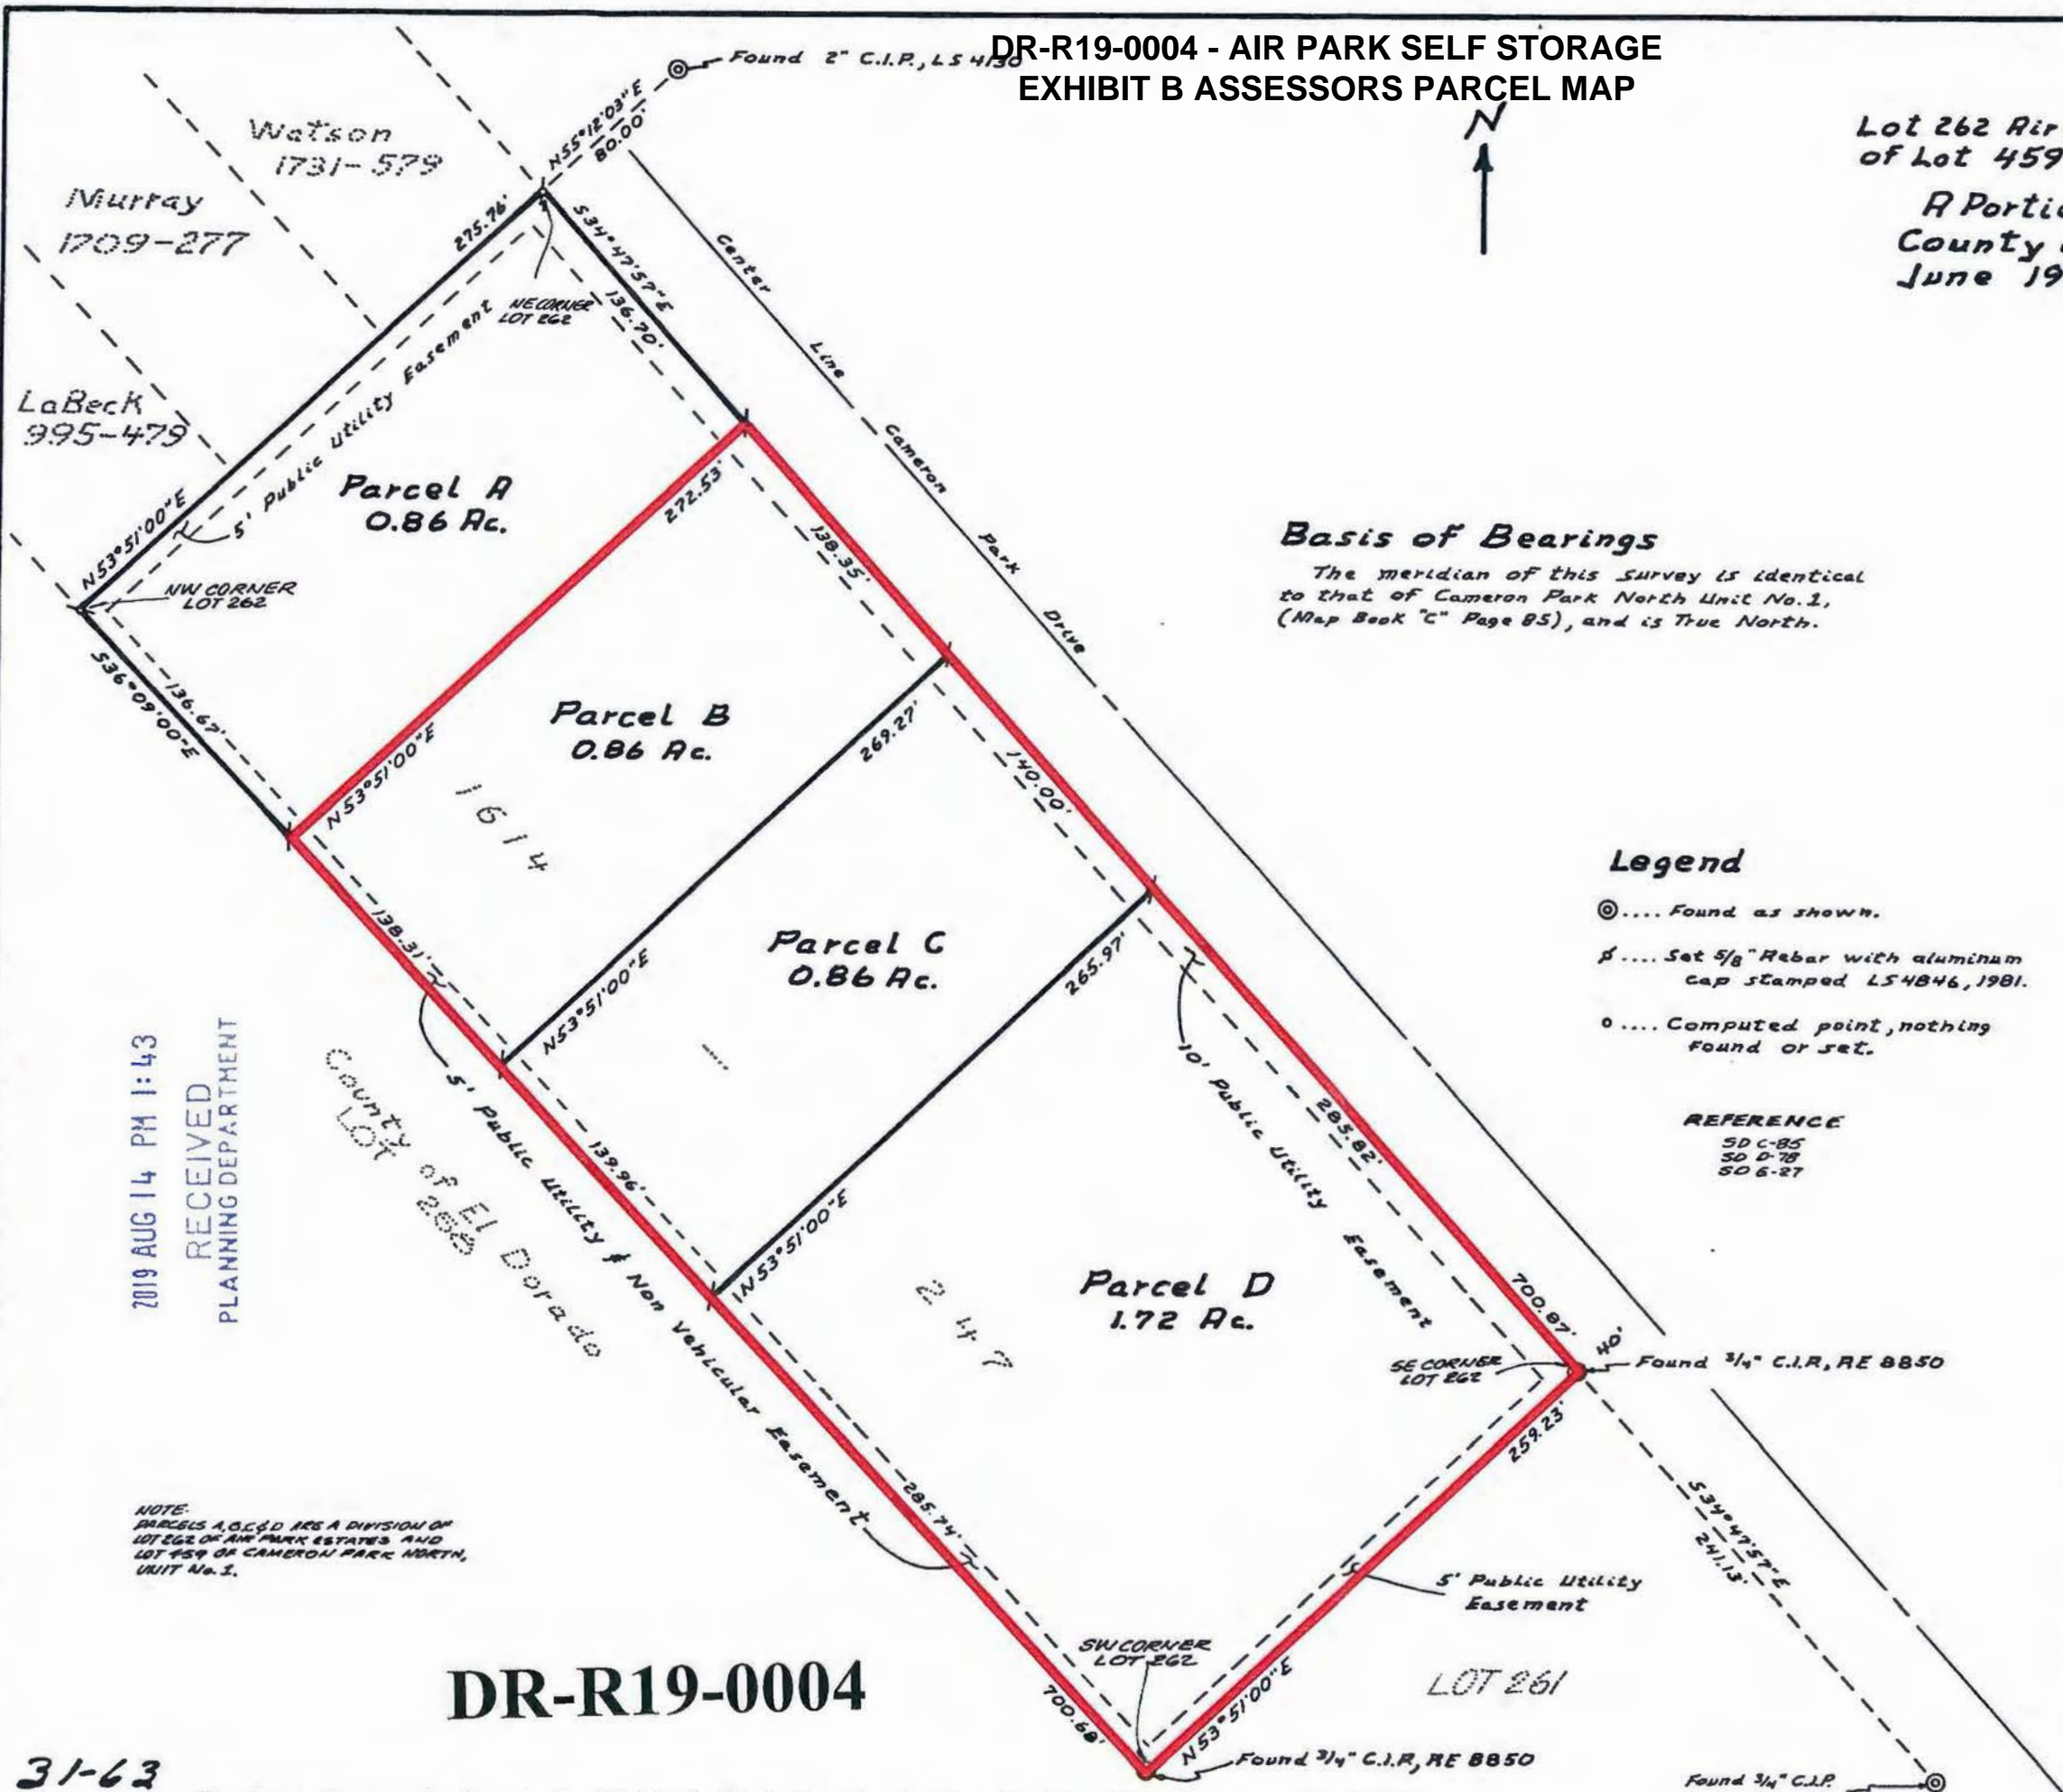 DR-R19-0004 - AIR PARK SELF STORAGE
EXHIBIT B ASSESSORS PARCEL MAP
Found 2" C.I.P., LS 4130
N55°12'03"E
80.00'
N
Lot 262 Air
of Lot 459
A Portio
County
June 19
Watson
1731-579
Murray
1709-277
LaBeck
995-479
275.76'
S34°47'57"E
136.70'
NE CORNER
LOT 262
5' Public Utility Easement
N53°51'00"E
NW CORNER
LOT 262
Parcel A
0.86 Ac.
S36°09'00"E
136.67'
Center Line Cameron Park Drive
272.53'
138.35'
Basis of Bearings
The meridian of this survey is identical
to that of Cameron Park North Unit No.1,
(Map Book "C" Page 85), and is True North.
Parcel B
0.86 Ac.
N53°51'00"E
269.27'
140.00'
1614
138.31'
Legend
.... Found as shown.
.... Set 5/8" Rebar with aluminum
cap stamped LS4846, 1981.
.... Computed point, nothing
Found or set.
REFERENCE
SD C-85
SD D-78
SD G-27
Parcel C
0.86 Ac.
N53°51'00"E
265.97'
10' Public Utility Easement
285.82'
700.87'
2019 AUG 14 PM 1:43
RECEIVED
PLANNING DEPARTMENT
County of El Dorado
LOT 258
5' Public Utility & Non Vehicular Easement
139.96'
N53°51'00"E
247
Parcel D
1.72 Ac.
SE CORNER
LOT 262
40'
Found 3/4" C.I.P., RE 8850
259.23'
S34°47'57"E
241.13'
285.74'
NOTE-
PARCELS A,B,C&D ARE A DIVISION OF
LOT 262 OF AIR PARK ESTATES AND
LOT 459 OF CAMERON PARK NORTH,
UNIT No. 1.
5' Public Utility
Easement
SW CORNER
LOT 262
LOT 261
DR-R19-0004
700.68'
N53°51'00"E
Found 3/4" C.I.P., RE 8850
Found 3/4" C.I.P.
31-63